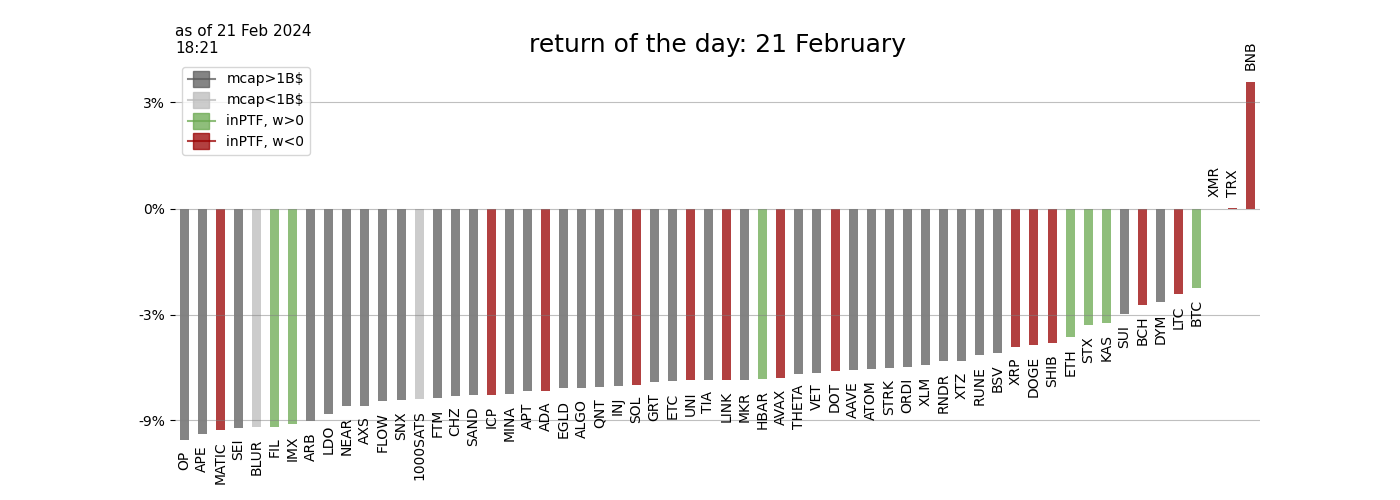 as of 21 Feb 2024
18:21
return of the day: 21 February
mcap>1B$
mcap<1B$
inPTF, w>0
inPTF, w<0
3%
0%
-3%
-9%
OP
APE
MATIC
SEI
BLUR
FIL
IMX
ARB
LDO
NEAR
AXS
FLOW
SNX
1000SATS
FTM
CHZ
SAND
ICP
MINA
APT
ADA
EGLD
ALGO
QNT
INJ
SOL
GRT
ETC
UNI
TIA
LINK
MKR
HBAR
AVAX
THETA
VET
DOT
AAVE
ATOM
STRK
ORDI
XLM
RNDR
XTZ
RUNE
BSV
XRP
DOGE
SHIB
ETH
STX
KAS
SUI
BCH
DYM
LTC
BTC
XMR
TRX
BNB